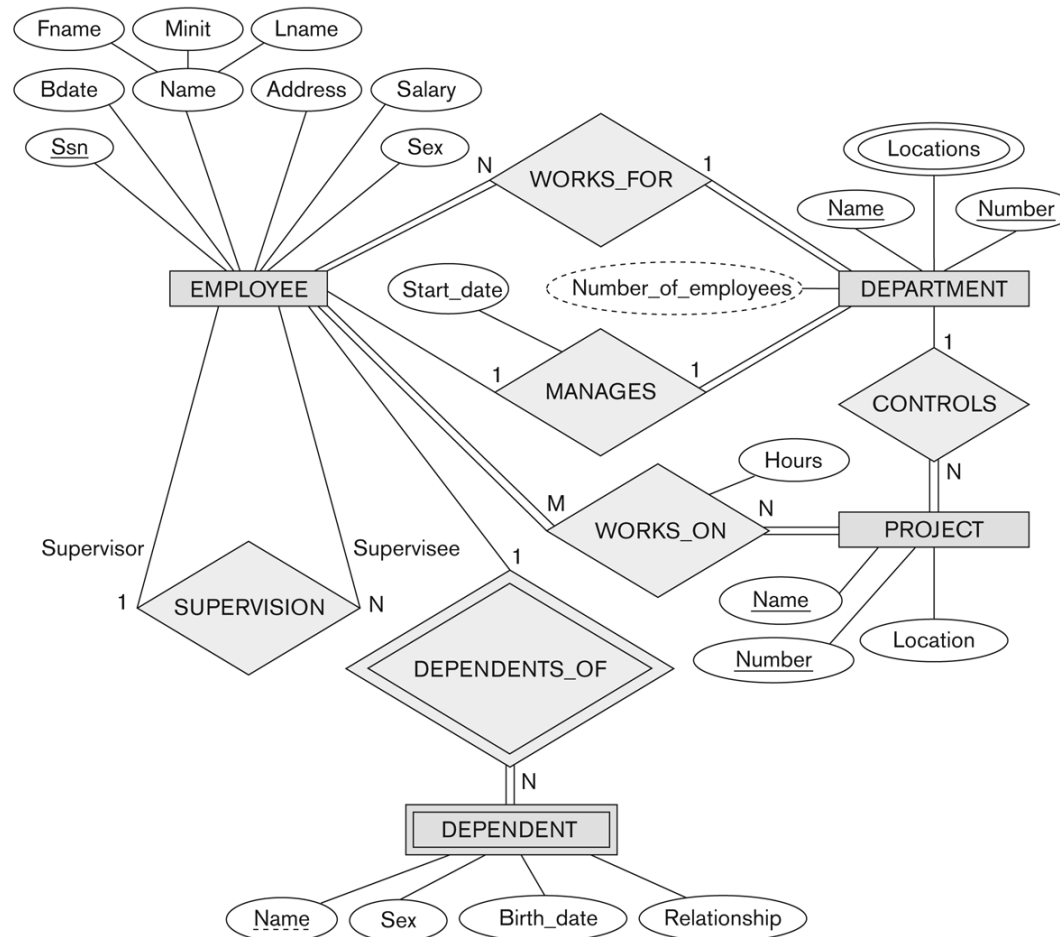 Fname Minit Lname
Bdate Name Address Salary
Ssn Sex
N WORKS_FOR 1
Locations
Name Number
EMPLOYEE Start_date Number_of_employees DEPARTMENT
1 MANAGES 1
1
CONTROLS
N
Hours
M WORKS_ON N
PROJECT
Supervisor Supervisee
1 SUPERVISION N
1
Name
Number Location
DEPENDENTS_OF
N
DEPENDENT
Name Sex Birth_date Relationship